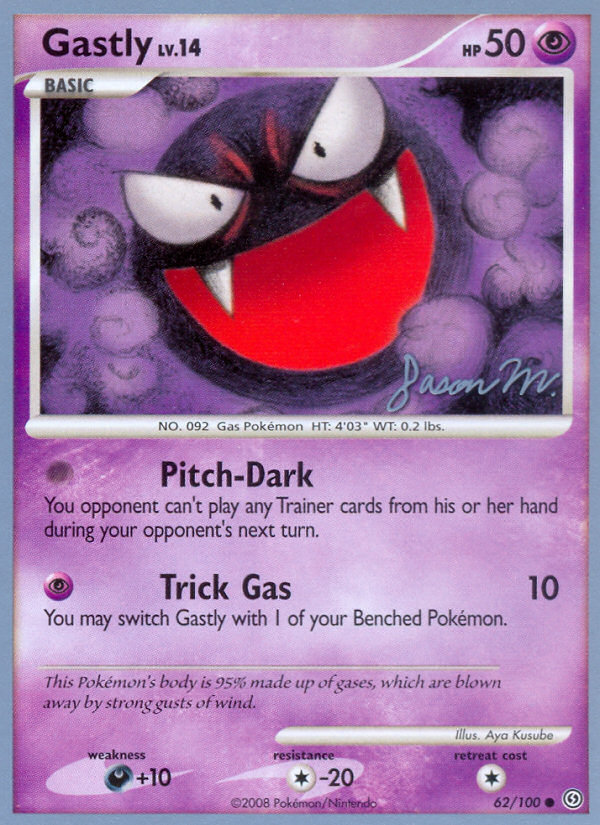 Gastly LV.14 HP 50
BASIC
Jason M.
NO. 092 Gas Pokémon HT: 4'03" WT: 0.2 lbs.
Pitch-Dark
You opponent can't play any Trainer cards from his or her hand
during your opponent's next turn.
Trick Gas 10
You may switch Gastly with 1 of your Benched Pokémon.
This Pokémon's body is 95% made up of gases, which are blown
away by strong gusts of wind.
Illus. Aya Kusube
weakness resistance retreat cost
+10 -20
©2008 Pokémon/Nintendo 62/100